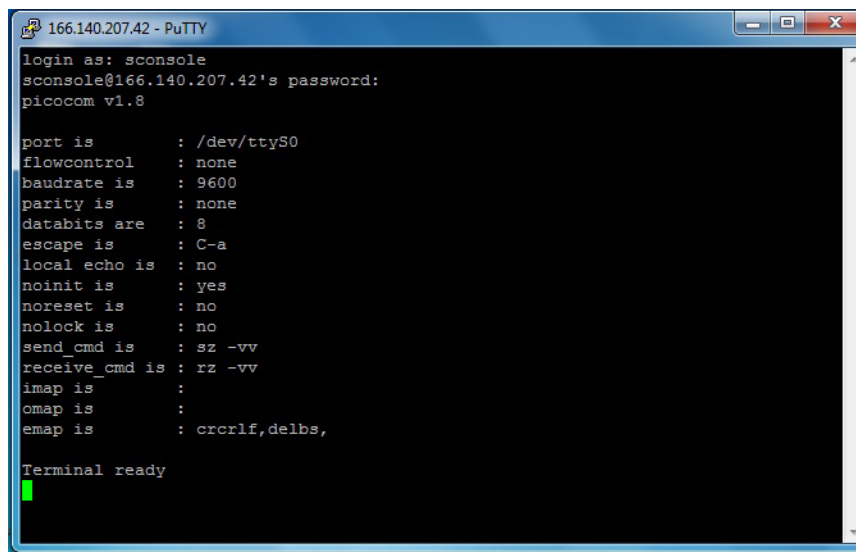 166.140.207.42 - PuTTY
login as: sconsole
sconsole@166.140.207.42's password:
picocom v1.8
port is : /dev/ttyS0
flowcontrol : none
baudrate is : 9600
parity is : none
databits are : 8
escape is : C-a
local echo is : no
noinit is : yes
noreset is : no
nolock is : no
send_cmd is : sz -vv
receive_cmd is : rz -vv
imap is :
omap is :
emap is : crcrlf,delbs,
Terminal ready